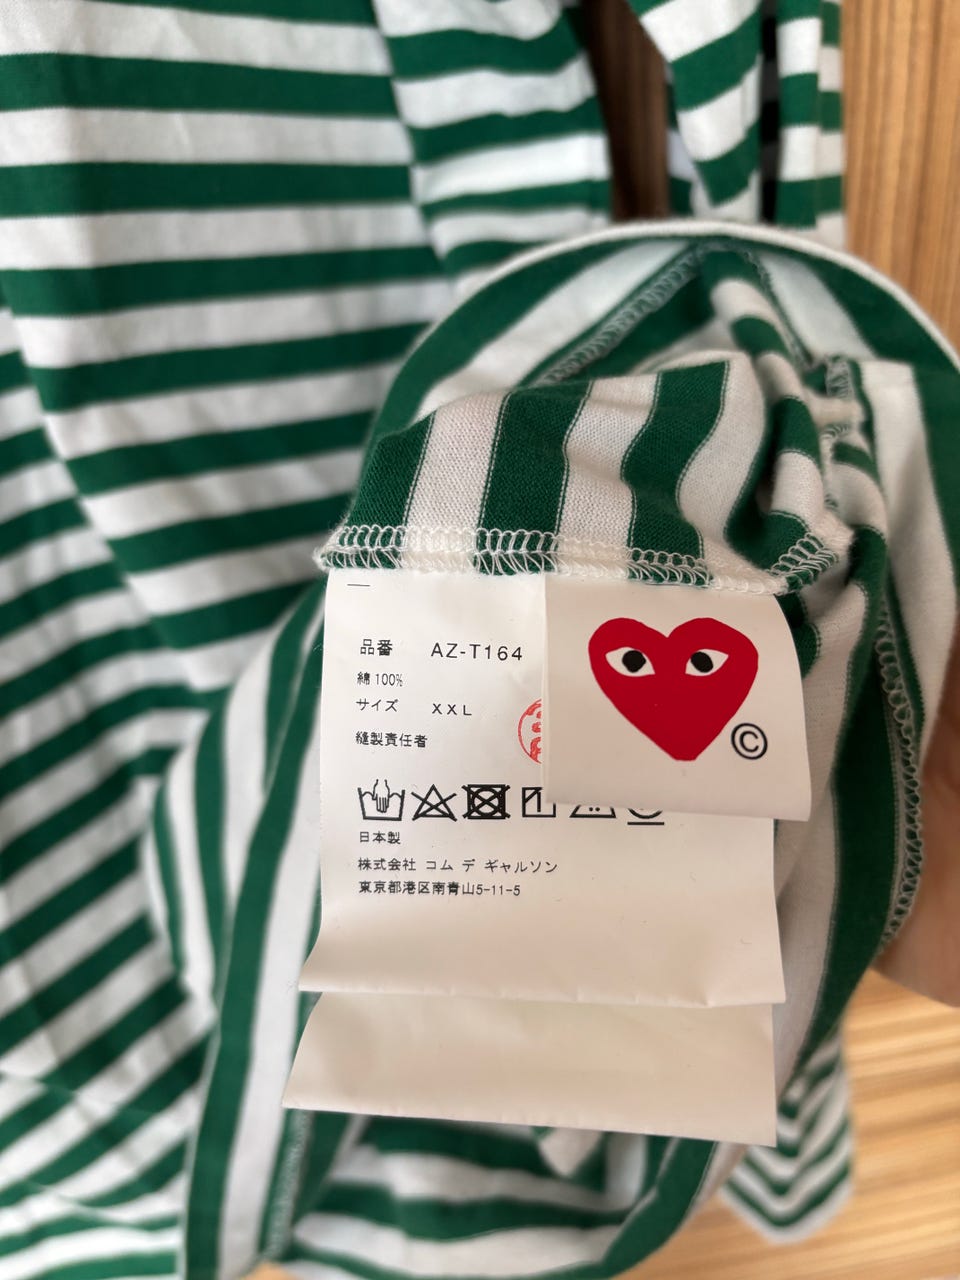 品番 AZ-T164
綿 100%
サイズ XXL
縫製責任者
日本製
株式会社 コム デ ギャルソン
東京都港区南青山5-11-5
©